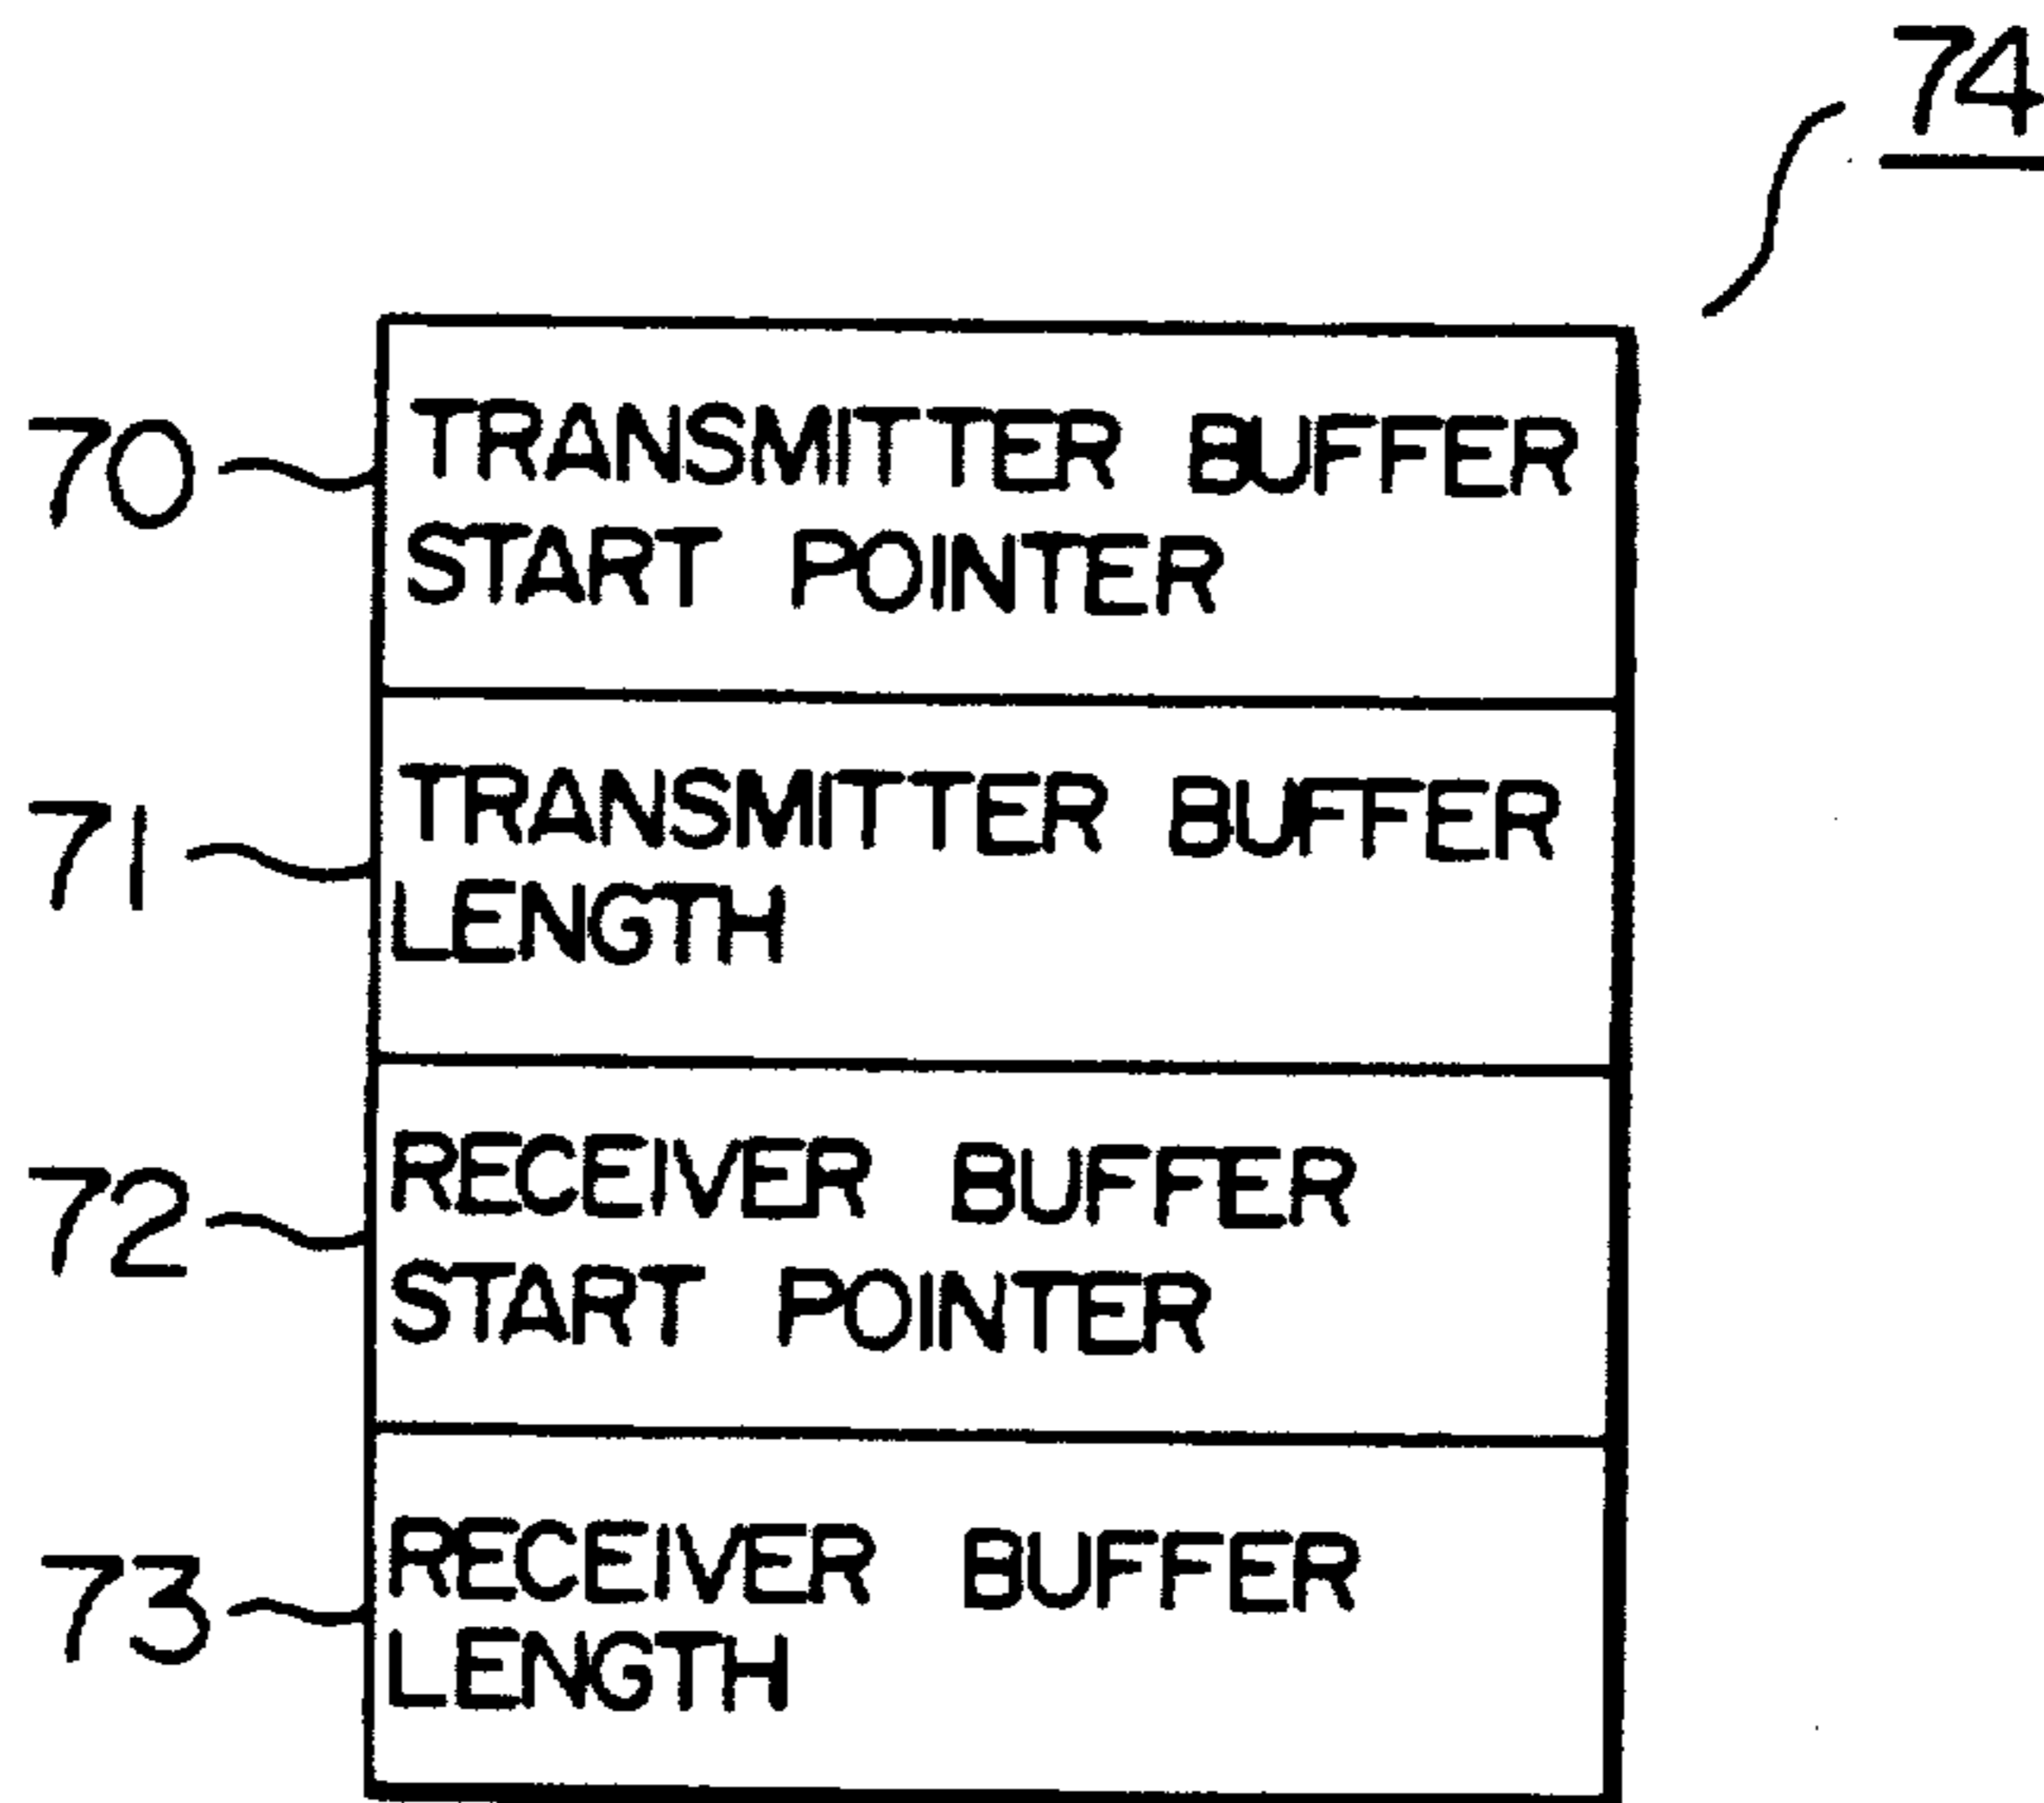 74
70
TRANSMITTER BUFFER
START POINTER
71
TRANSMITTER BUFFER
LENGTH
72
RECEIVER BUFFER
START POINTER
73
RECEIVER BUFFER
LENGTH